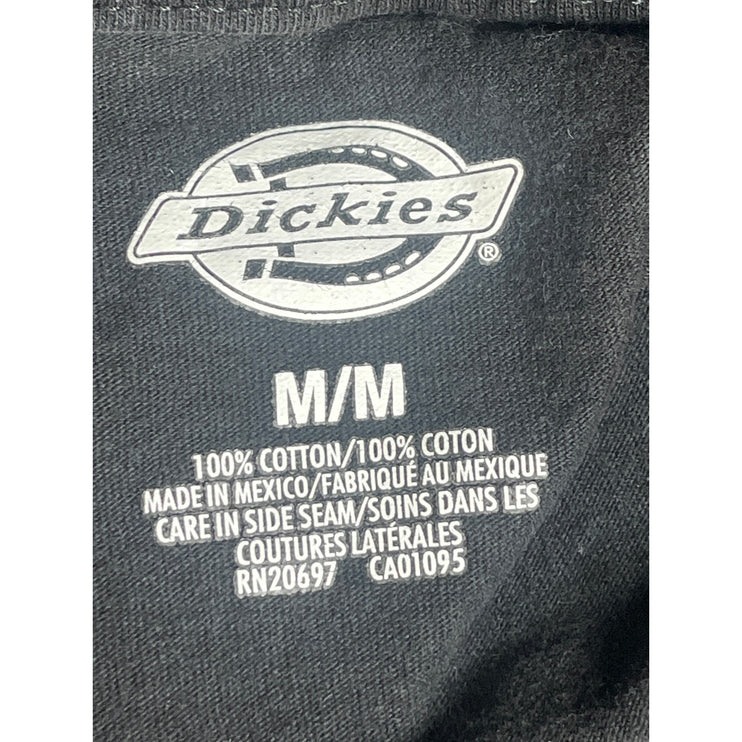 Dickies®
M/M
100% COTTON/100% COTON
MADE IN MEXICO/FABRIQUÉ AU MEXIQUE
CARE IN SIDE SEAM/SOINS DANS LES
COUTURES LATÉRALES
RN20697 CA01095